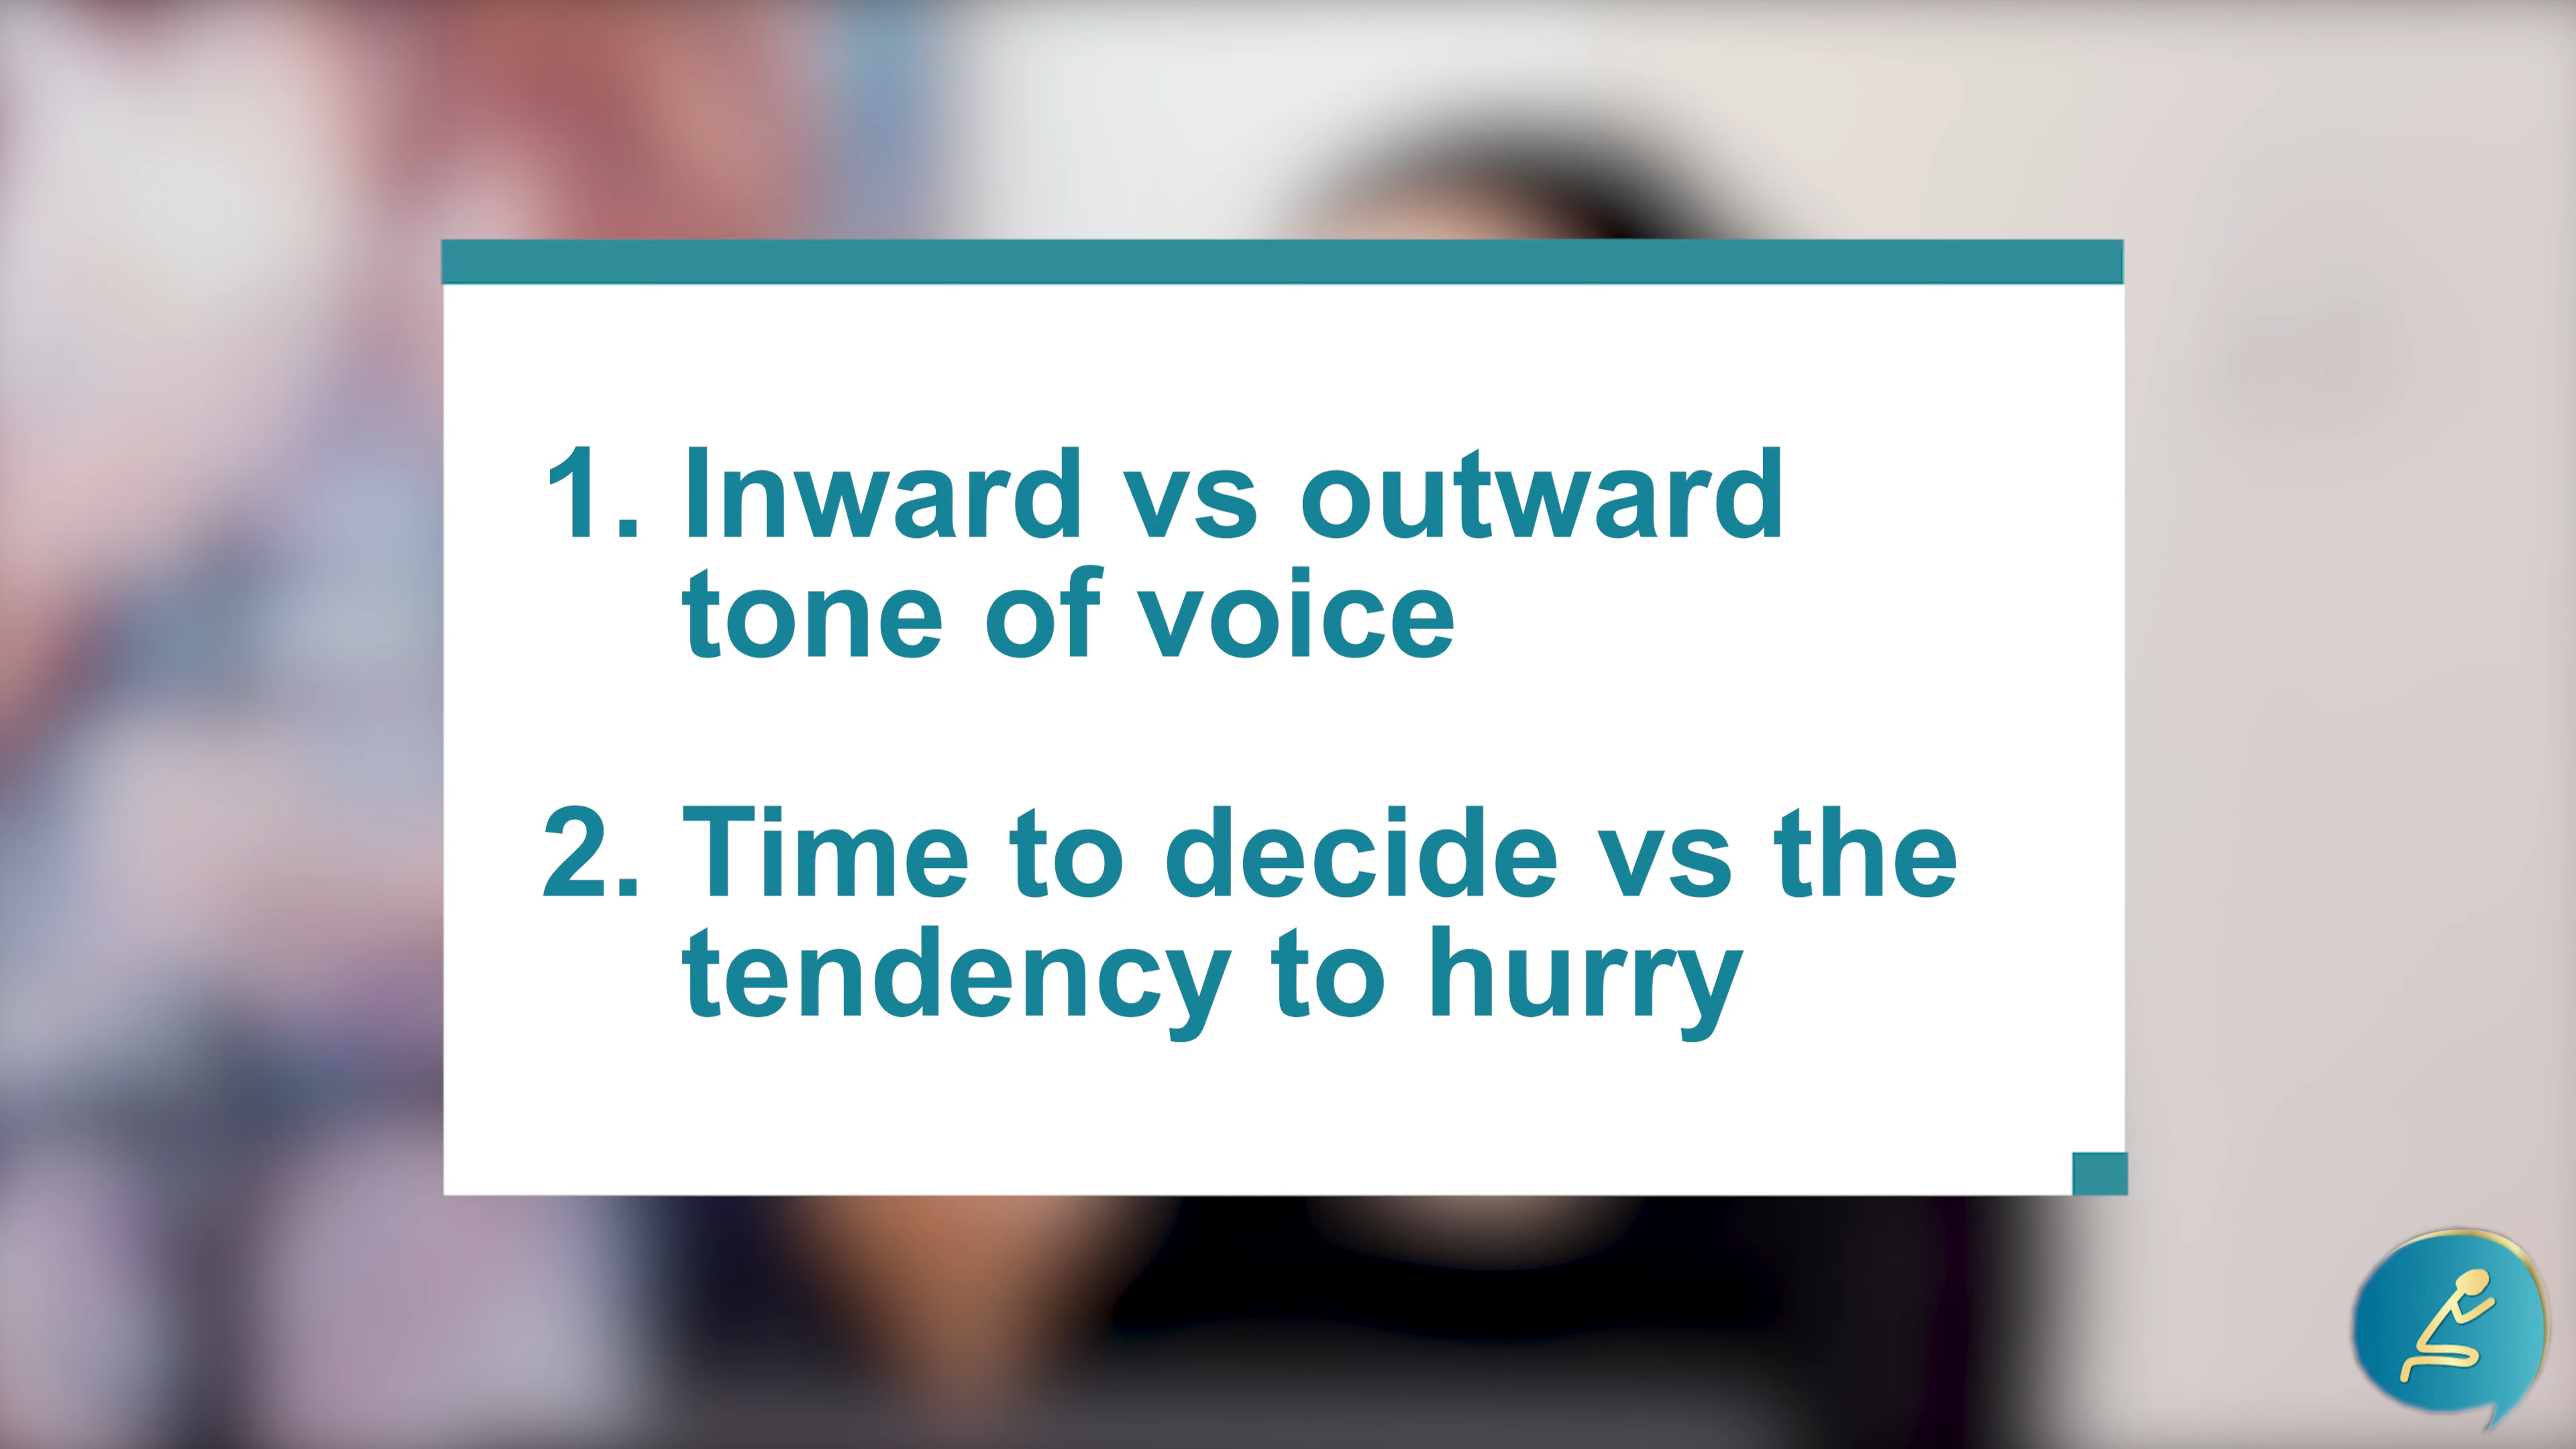 1. Inward vs outward
tone of voice
2. Time to decide vs the
tendency to hurry